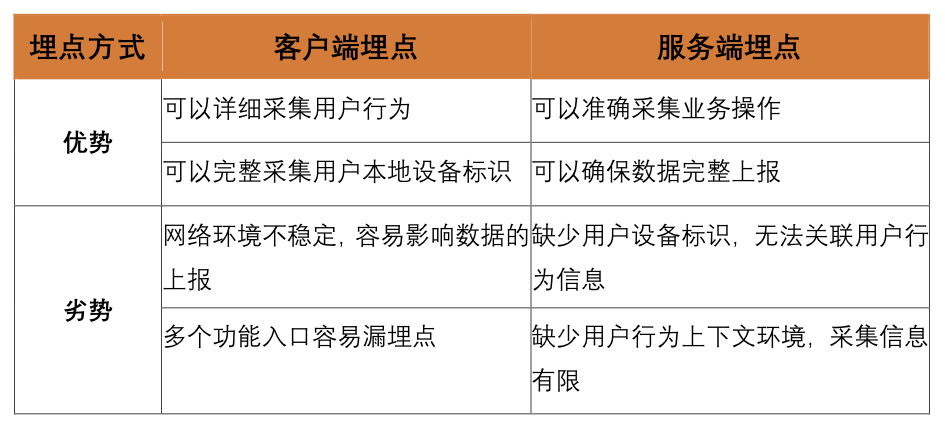 埋点方式 客户端埋点 服务端埋点
优势
可以详细采集用户行为 可以准确采集业务操作
可以完整采集用户本地设备标识 可以确保数据完整上报
劣势
网络环境不稳定，容易影响数据的
上报
缺少用户设备标识，无法关联用户行
为信息
多个功能入口容易漏埋点
缺少用户行为上下文环境，采集信息
有限